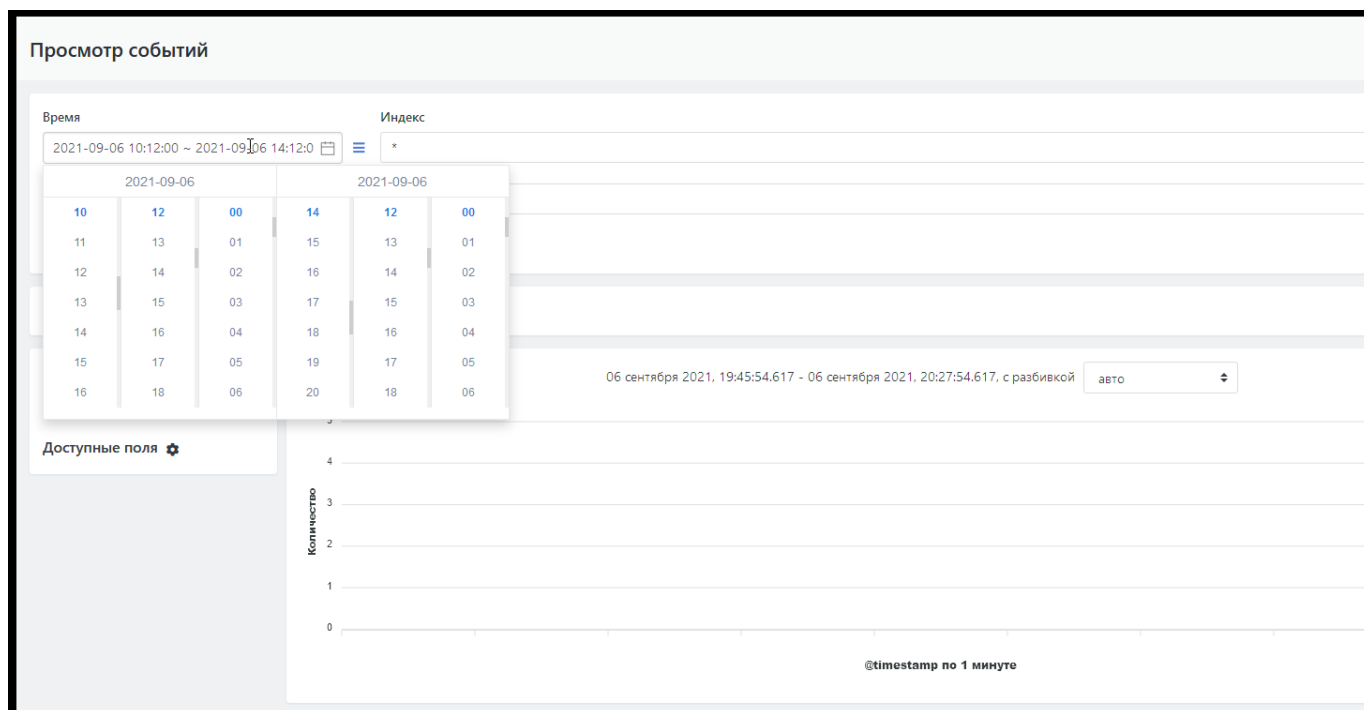 Просмотр событий
Время Индекс
2021-09-06 10:12:00 ~ 2021-09-06 14:12:0 *
2021-09-06 2021-09-06
10 12 00 14 12 00
11 13 01 15 13 01
12 14 02 16 14 02
13 15 03 17 15 03
14 16 04 18 16 04
15 17 05 19 17 05
16 18 06 20 18 06
06 сентября 2021, 19:45:54.617 - 06 сентября 2021, 20:27:54.617, с разбивкой авто
Доступные поля
5
4
3
2
1
0
Количество
@timestamp по 1 минуте